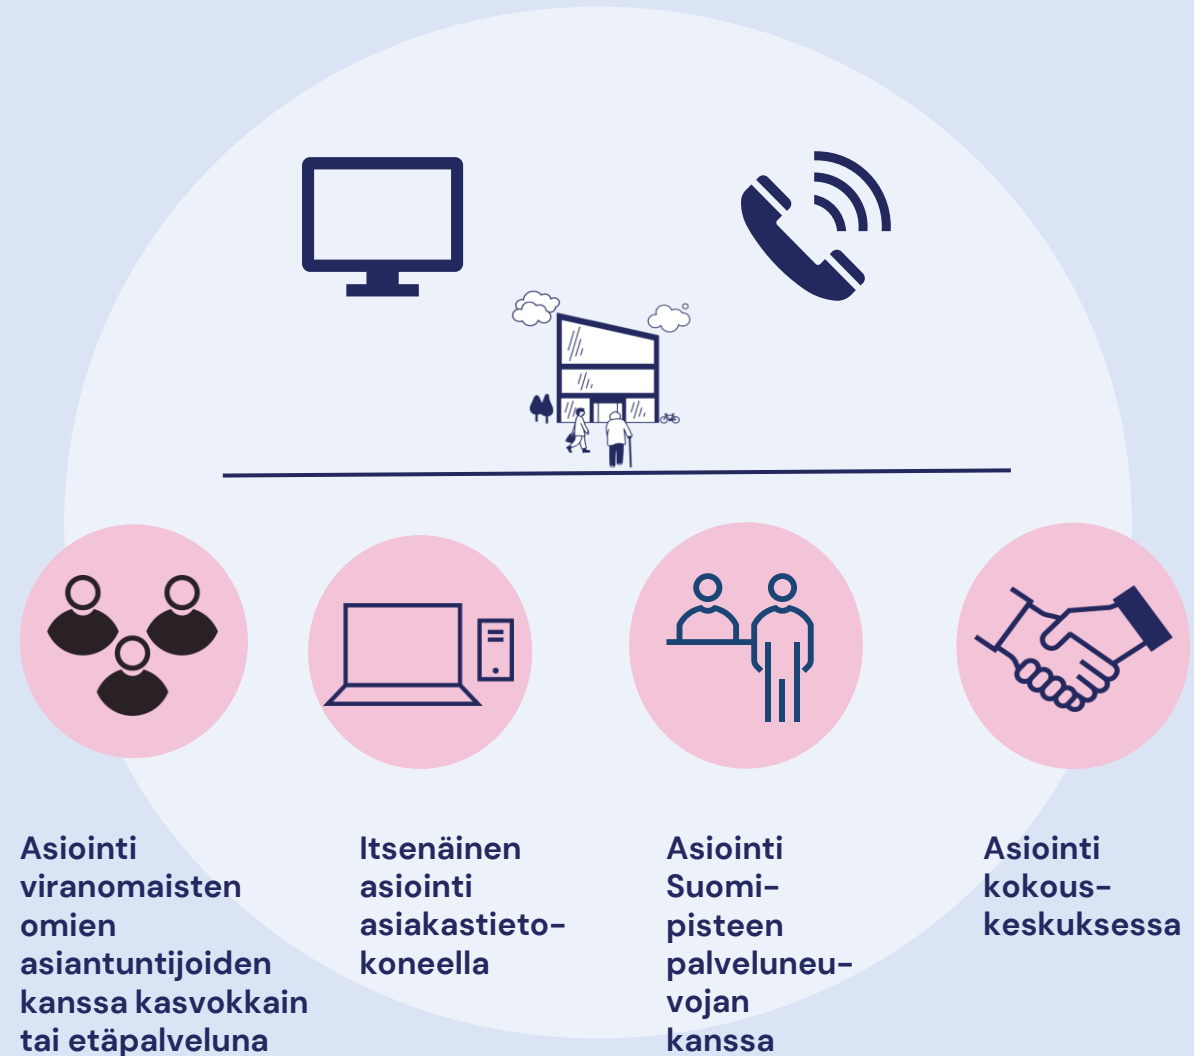 Asiointi
viranomaisten
omien
asiantuntijoiden
kanssa kasvokkain
tai etäpalveluna
Itsenäinen
asiointi
asiakastieto-
koneella
Asiointi
Suomi-
pisteen
palveluneu-
vojan
kanssa
Asiointi
kokous-
keskuksessa